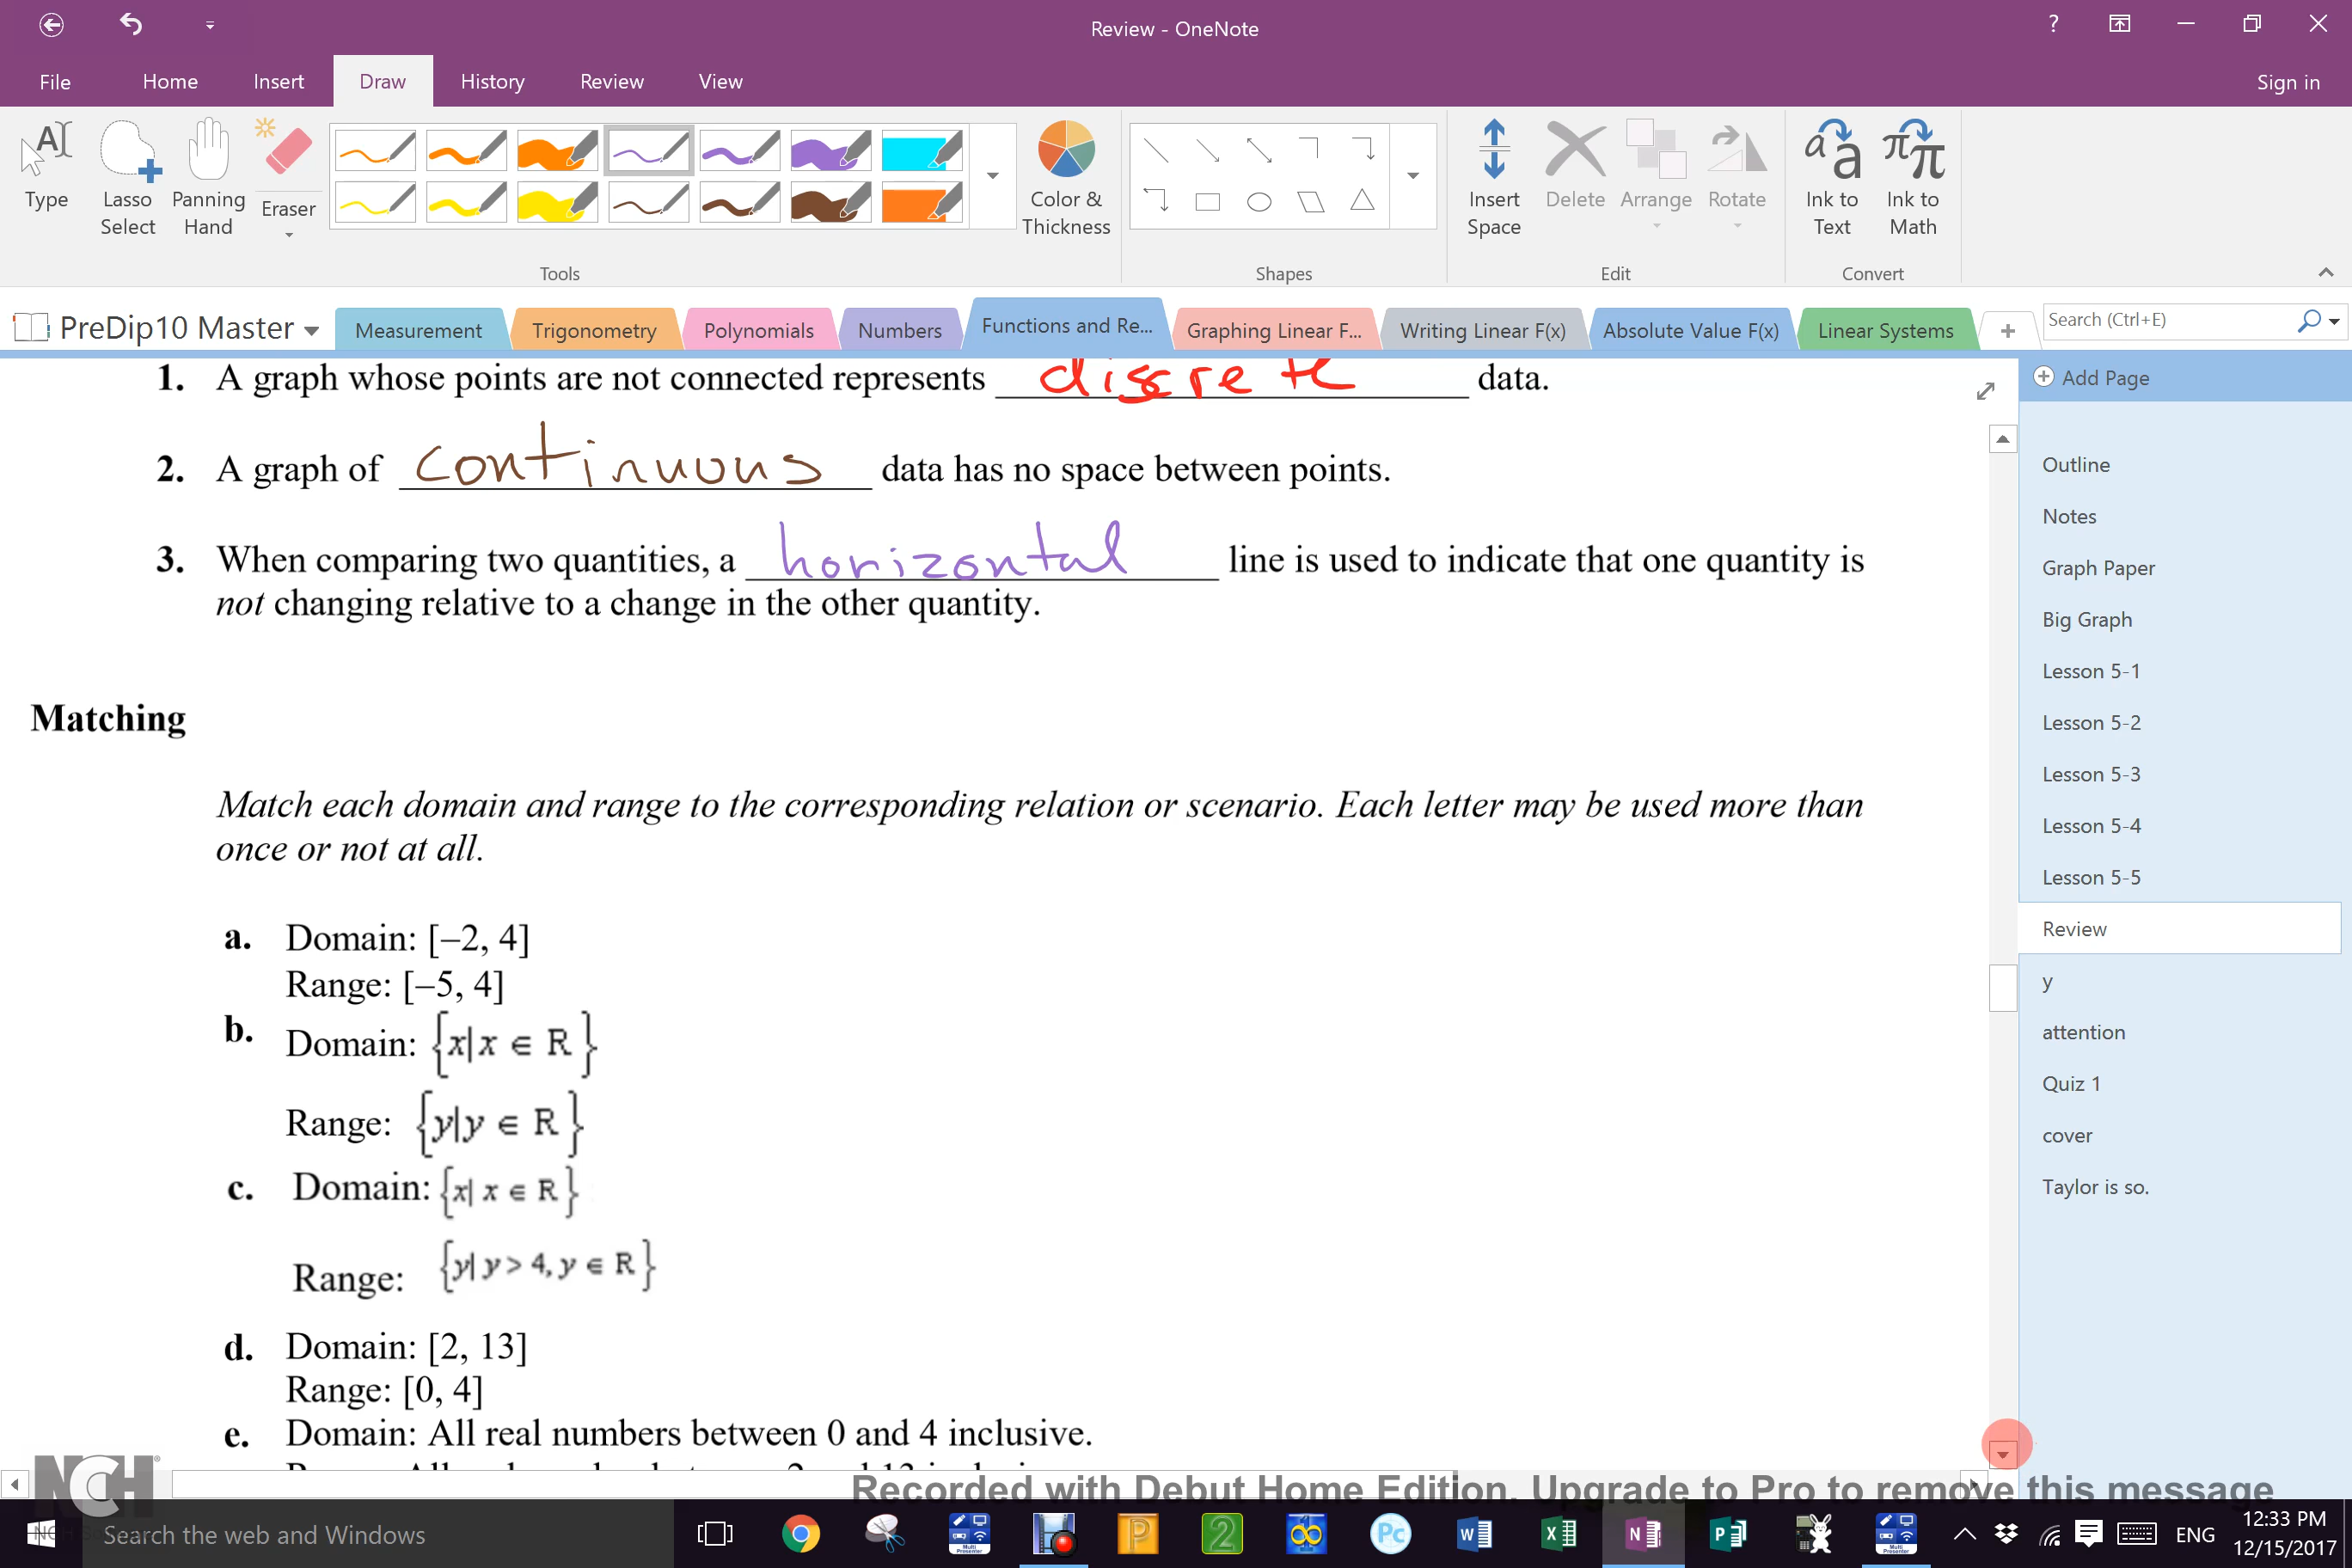 Review - OneNote
?
File Home Insert Draw History Review View Sign in
Type
Lasso Select
Panning Hand
Eraser
Color & Thickness
Insert Space
Delete
Arrange
Rotate
Ink to Text
Ink to Math
Tools Shapes Edit Convert
PreDip10 Master Measurement Trigonometry Polynomials Numbers Functions and Re... Graphing Linear F... Writing Linear F(x) Absolute Value F(x) Linear Systems + Search (Ctrl+E)
1. A graph whose points are not connected represents discrete data.
2. A graph of continuous data has no space between points.
3. When comparing two quantities, a horizontal line is used to indicate that one quantity is
not changing relative to a change in the other quantity.
Matching
Match each domain and range to the corresponding relation or scenario. Each letter may be used more than
once or not at all.
a. Domain: [–2, 4]
Range: [–5, 4]
b. Domain: {x|x ∈ R}
Range: {y|y ∈ R}
c. Domain: {x| x ∈ R}
Range: {y| y > 4, y ∈ R}
d. Domain: [2, 13]
Range: [0, 4]
e. Domain: All real numbers between 0 and 4 inclusive.
Add Page
Outline
Notes
Graph Paper
Big Graph
Lesson 5-1
Lesson 5-2
Lesson 5-3
Lesson 5-4
Lesson 5-5
Review
y
attention
Quiz 1
cover
Taylor is so.
NCH
Recorded with Debut Home Edition. Upgrade to Pro to remove this message
Search the web and Windows
ENG
12:33 PM
12/15/2017